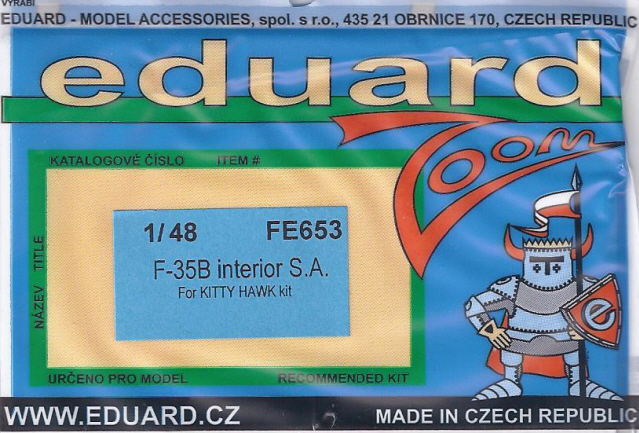 VYRÁBÍ
EDUARD - MODEL ACCESSORIES, spol. s r.o., 435 21 OBRNICE 170, CZECH REPUBLIC
eduard
Zoom
KATALOGOVÉ ČÍSLO ITEM #
1/48 FE653
F-35B interior S.A.
For KITTY HAWK kit
NÁZEV TITLE
e
URČENO PRO MODEL RECOMMENDED KIT
WWW.EDUARD.CZ MADE IN CZECH REPUBLIC